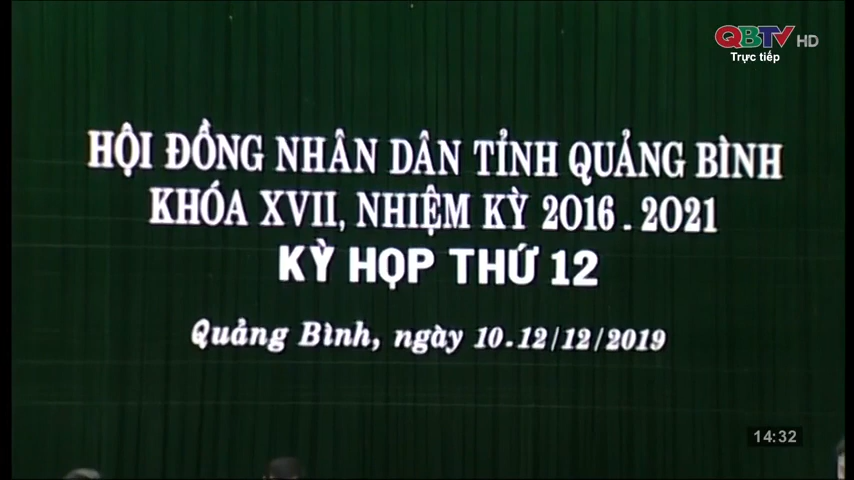 QBTV HD
Trực tiếp
HỘI ĐỒNG NHÂN DÂN TỈNH QUẢNG BÌNH
KHÓA XVII, NHIỆM KỲ 2016 - 2021
KỲ HỌP THỨ 12
Quảng Bình, ngày 10-12/12/2019
14:32